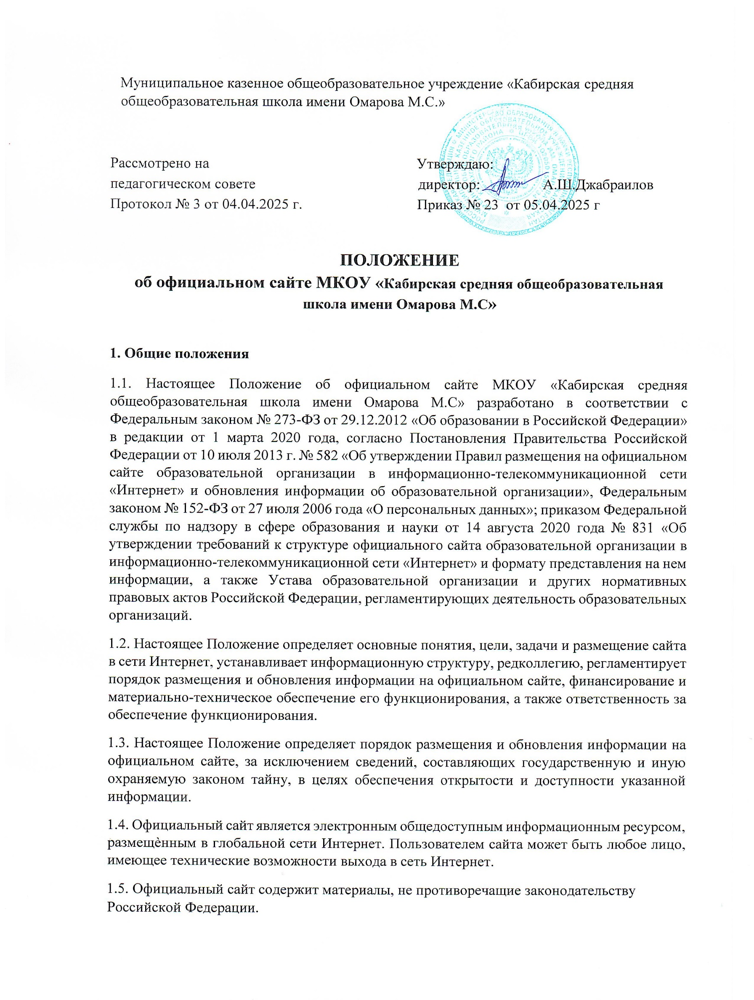 Муниципальное казенное общеобразовательное учреждение «Кабирская средняя
общеобразовательная школа имени Омарова М.С.»
Рассмотрено на
педагогическом совете
Протокол № 3 от 04.04.2025 г.
Утверждаю:
директор: А.Ш.Джабраилов
Приказ № 23 от 05.04.2025 г
ПОЛОЖЕНИЕ
об официальном сайте МКОУ «Кабирская средняя общеобразовательная
школа имени Омарова М.С»
1. Общие положения
1.1. Настоящее Положение об официальном сайте МКОУ «Кабирская средняя
общеобразовательная школа имени Омарова М.С» разработано в соответствии с
Федеральным законом № 273-ФЗ от 29.12.2012 «Об образовании в Российской Федерации»
в редакции от 1 марта 2020 года, согласно Постановления Правительства Российской
Федерации от 10 июля 2013 г. № 582 «Об утверждении Правил размещения на официальном
сайте образовательной организации в информационно-телекоммуникационной сети
«Интернет» и обновления информации об образовательной организации», Федеральным
законом № 152-ФЗ от 27 июля 2006 года «О персональных данных»; приказом Федеральной
службы по надзору в сфере образования и науки от 14 августа 2020 года № 831 «Об
утверждении требований к структуре официального сайта образовательной организации в
информационно-телекоммуникационной сети «Интернет» и формату представления на нем
информации, а также Устава образовательной организации и других нормативных
правовых актов Российской Федерации, регламентирующих деятельность образовательных
организаций.
1.2. Настоящее Положение определяет основные понятия, цели, задачи и размещение сайта
в сети Интернет, устанавливает информационную структуру, редколлегию, регламентирует
порядок размещения и обновления информации на официальном сайте, финансирование и
материально-техническое обеспечение его функционирования, а также ответственность за
обеспечение функционирования.
1.3. Настоящее Положение определяет порядок размещения и обновления информации на
официальном сайте, за исключением сведений, составляющих государственную и иную
охраняемую законом тайну, в целях обеспечения открытости и доступности указанной
информации.
1.4. Официальный сайт является электронным общедоступным информационным ресурсом,
размещѐнным в глобальной сети Интернет. Пользователем сайта может быть любое лицо,
имеющее технические возможности выхода в сеть Интернет.
1.5. Официальный сайт содержит материалы, не противоречащие законодательству
Российской Федерации.